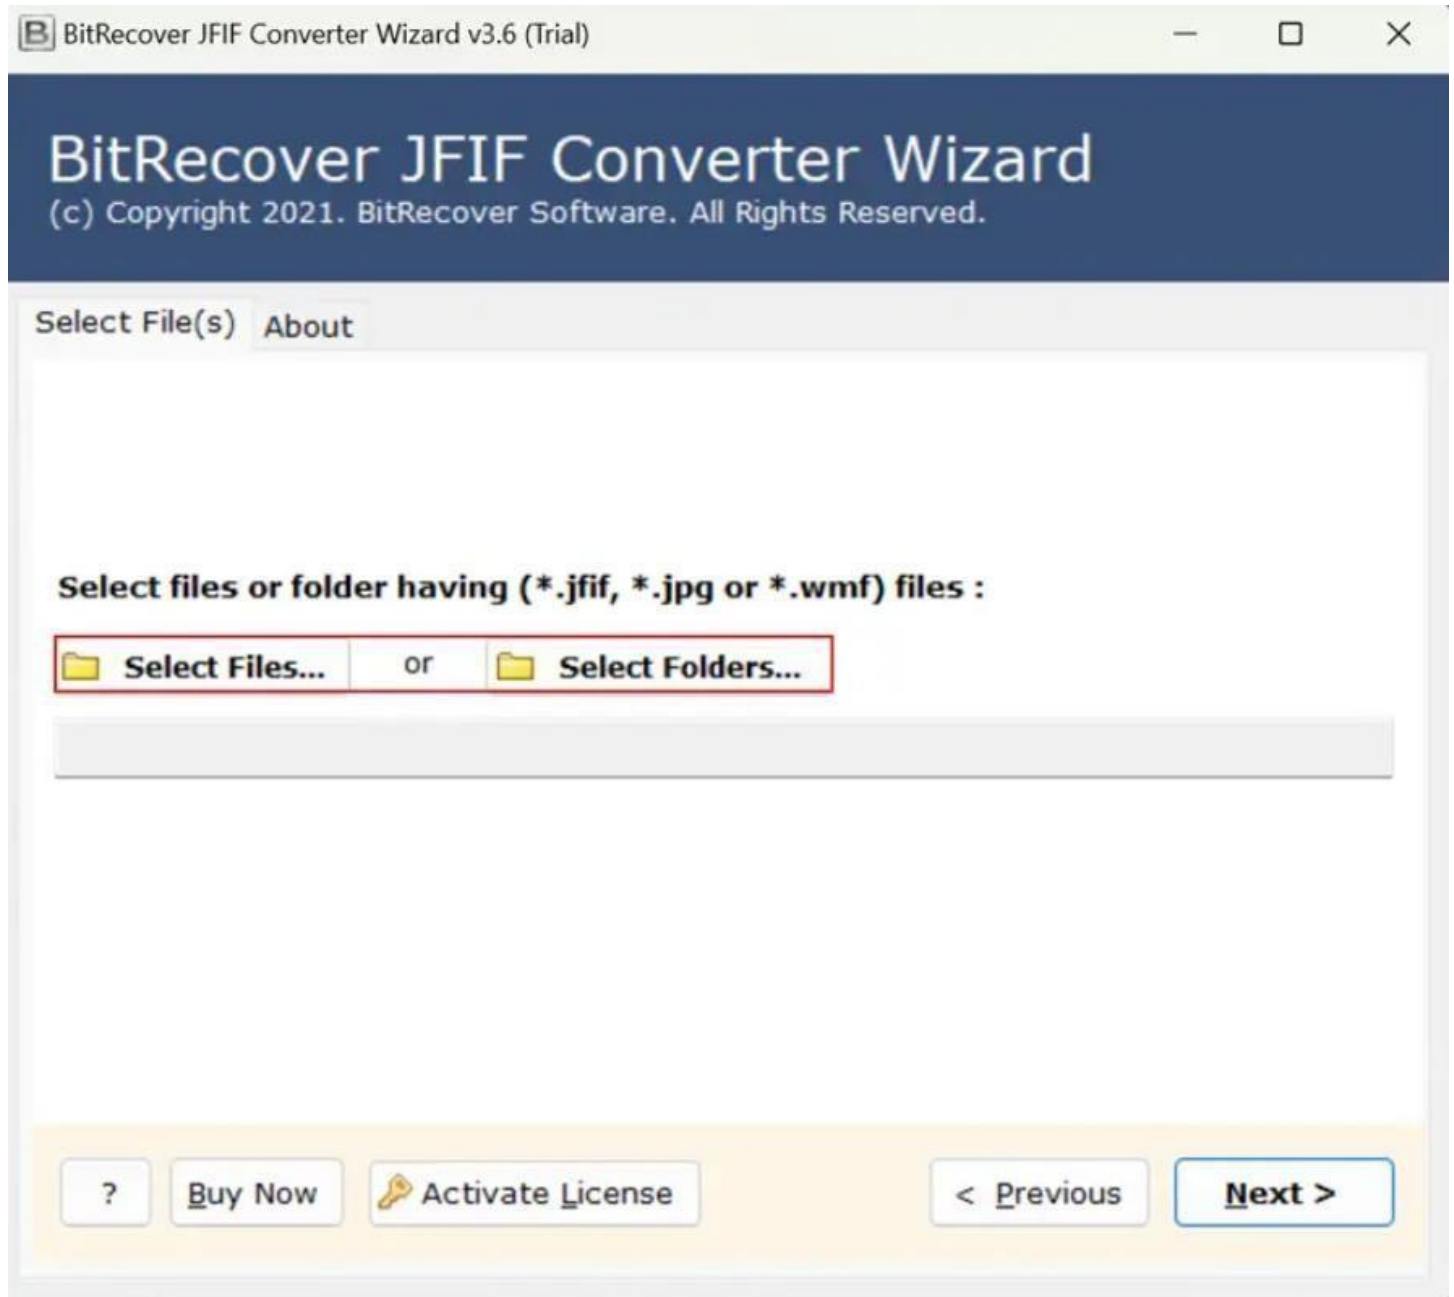 B BitRecover JFIF Converter Wizard v3.6 (Trial)
BitRecover JFIF Converter Wizard
(c) Copyright 2021. BitRecover Software. All Rights Reserved.
Select File(s) About
Select files or folder having (*.jfif, *.jpg or *.wmf) files :
Select Files... or Select Folders...
? Buy Now Activate License < Previous Next >